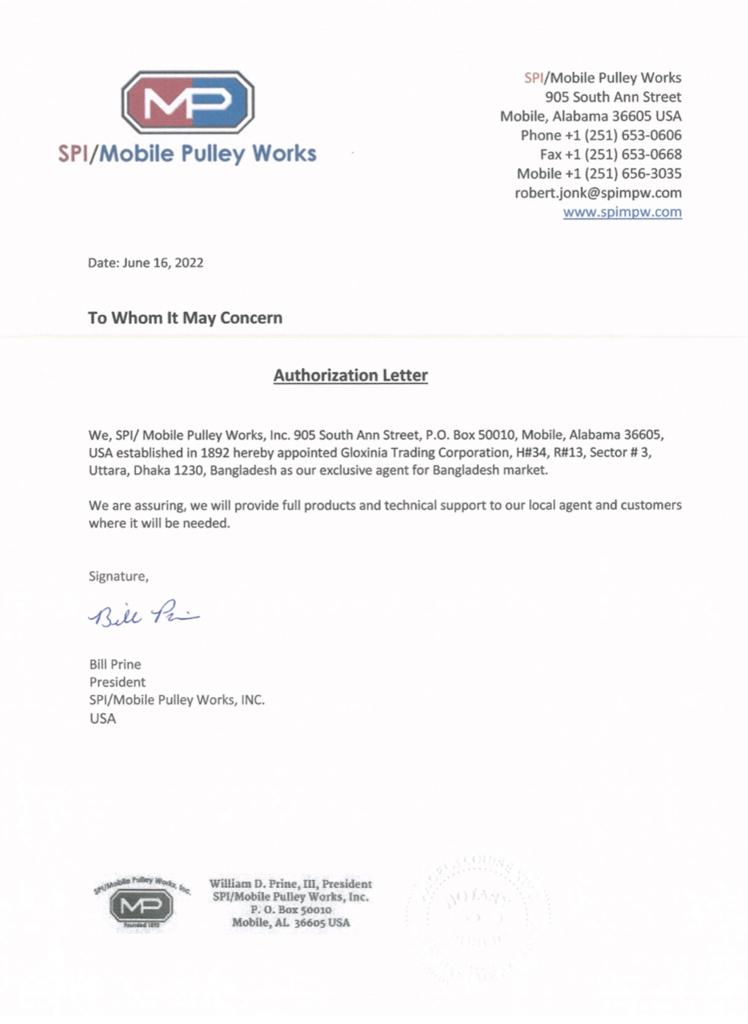 MP
SPI/Mobile Pulley Works
SPI/Mobile Pulley Works
905 South Ann Street
Mobile, Alabama 36605 USA
Phone +1 (251) 653-0606
Fax +1 (251) 653-0668
Mobile +1 (251) 656-3035
robert.jonk@spimpw.com
www.spimpw.com
Date: June 16, 2022
To Whom It May Concern
Authorization Letter
We, SPI/ Mobile Pulley Works, Inc. 905 South Ann Street, P.O. Box 50010, Mobile, Alabama 36605,
USA established in 1892 hereby appointed Gloxinia Trading Corporation, H#34, R#13, Sector # 3,
Uttara, Dhaka 1230, Bangladesh as our exclusive agent for Bangladesh market.
We are assuring, we will provide full products and technical support to our local agent and customers
where it will be needed.
Signature,
Bill Prine
Bill Prine
President
SPI/Mobile Pulley Works, INC.
USA
SPI/Mobile Pulley Works, Inc.
MP
Founded 1892
William D. Prine, III, President
SPI/Mobile Pulley Works, Inc.
P. O. Box 50010
Mobile, AL 36605 USA
NOTARY